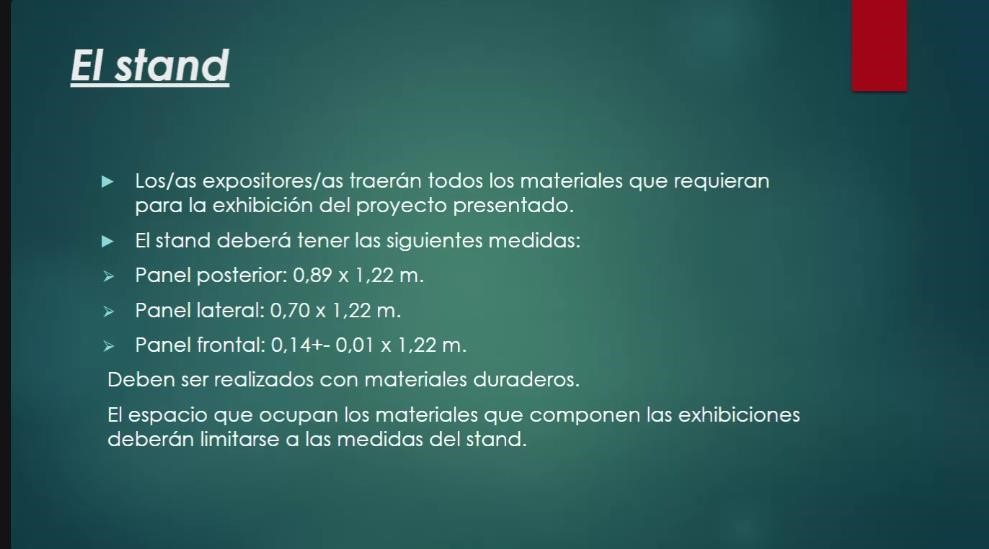 El stand
Los/as expositores/as traerán todos los materiales que requieran
para la exhibición del proyecto presentado.
El stand deberá tener las siguientes medidas:
Panel posterior: 0,89 x 1,22 m.
Panel lateral: 0,70 x 1,22 m.
Panel frontal: 0,14+- 0,01 x 1,22 m.
Deben ser realizados con materiales duraderos.
El espacio que ocupan los materiales que componen las exhibiciones
deberán limitarse a las medidas del stand.